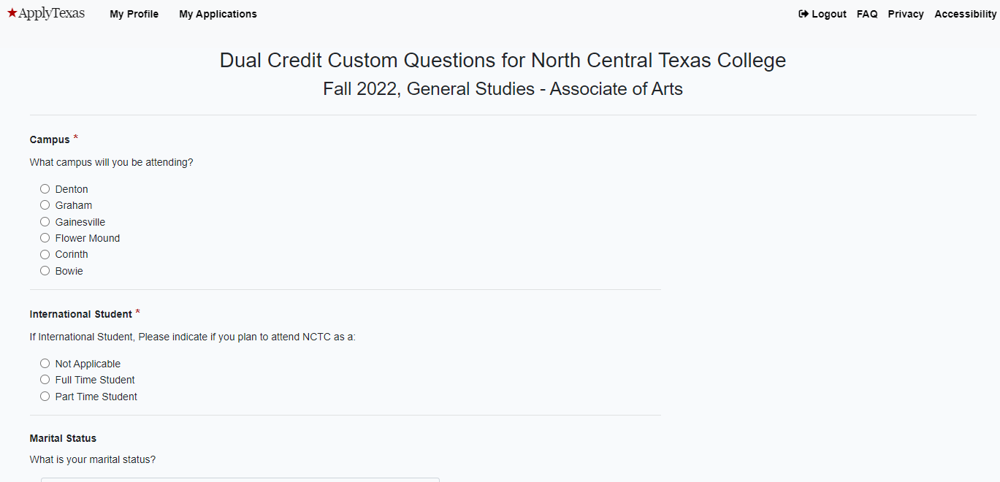 ApplyTexas My Profile My Applications Logout FAQ Privacy Accessibility
Dual Credit Custom Questions for North Central Texas College
Fall 2022, General Studies - Associate of Arts
Campus *
What campus will you be attending?
Denton
Graham
Gainesville
Flower Mound
Corinth
Bowie
International Student *
If International Student, Please indicate if you plan to attend NCTC as a:
Not Applicable
Full Time Student
Part Time Student
Marital Status
What is your marital status?